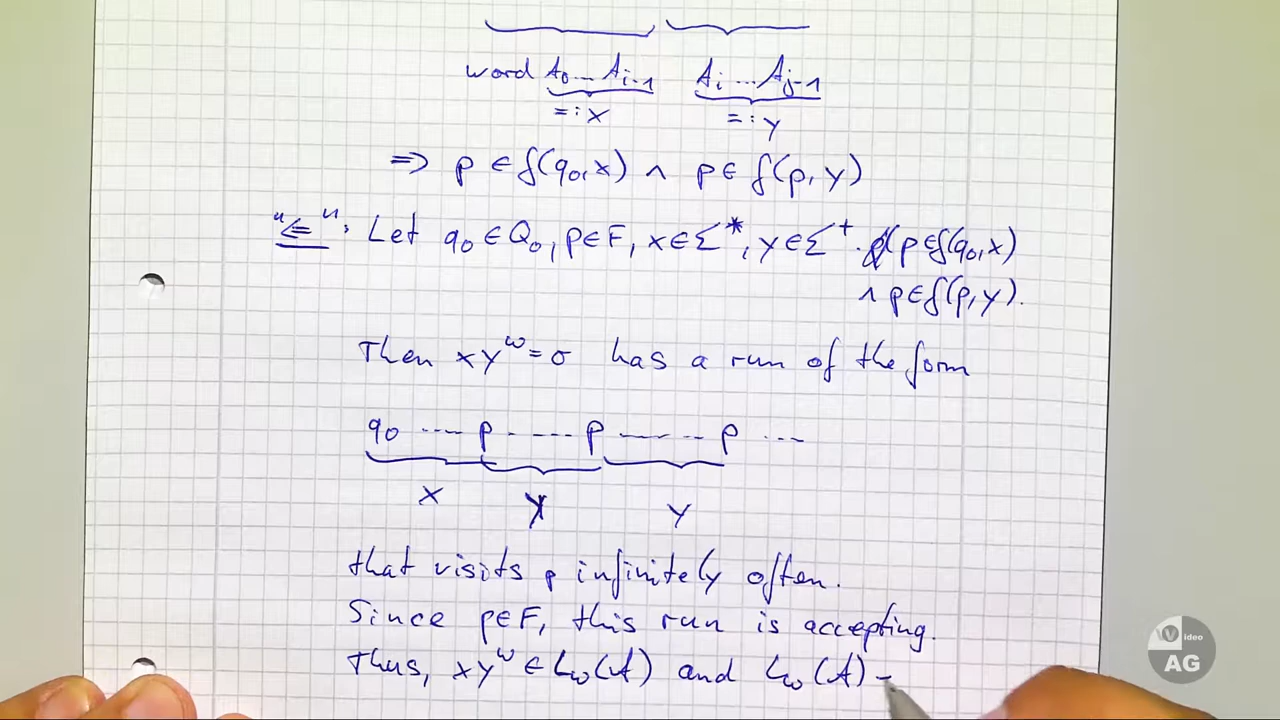 word A₀ ... Aᵢ₋₁ Aᵢ ... Aⱼ₋₁
=: x =: y
⇒ p ∈ δ(q₀, x) ∧ p ∈ δ(p, y)
"⇐": Let q₀ ∈ Q₀, p ∈ F, x ∈ Σ*, y ∈ Σ⁺. p ∈ δ(q₀, x)
∧ p ∈ δ(p, y).
Then xy^ω = σ has a run of the form
q₀ ---- p ---- p ---- p ---
x y y
that visits p infinitely often.
Since p ∈ F, this run is accepting.
Thus, xy^ω ∈ L_ω(A) and L_ω(A) -
Video
AG